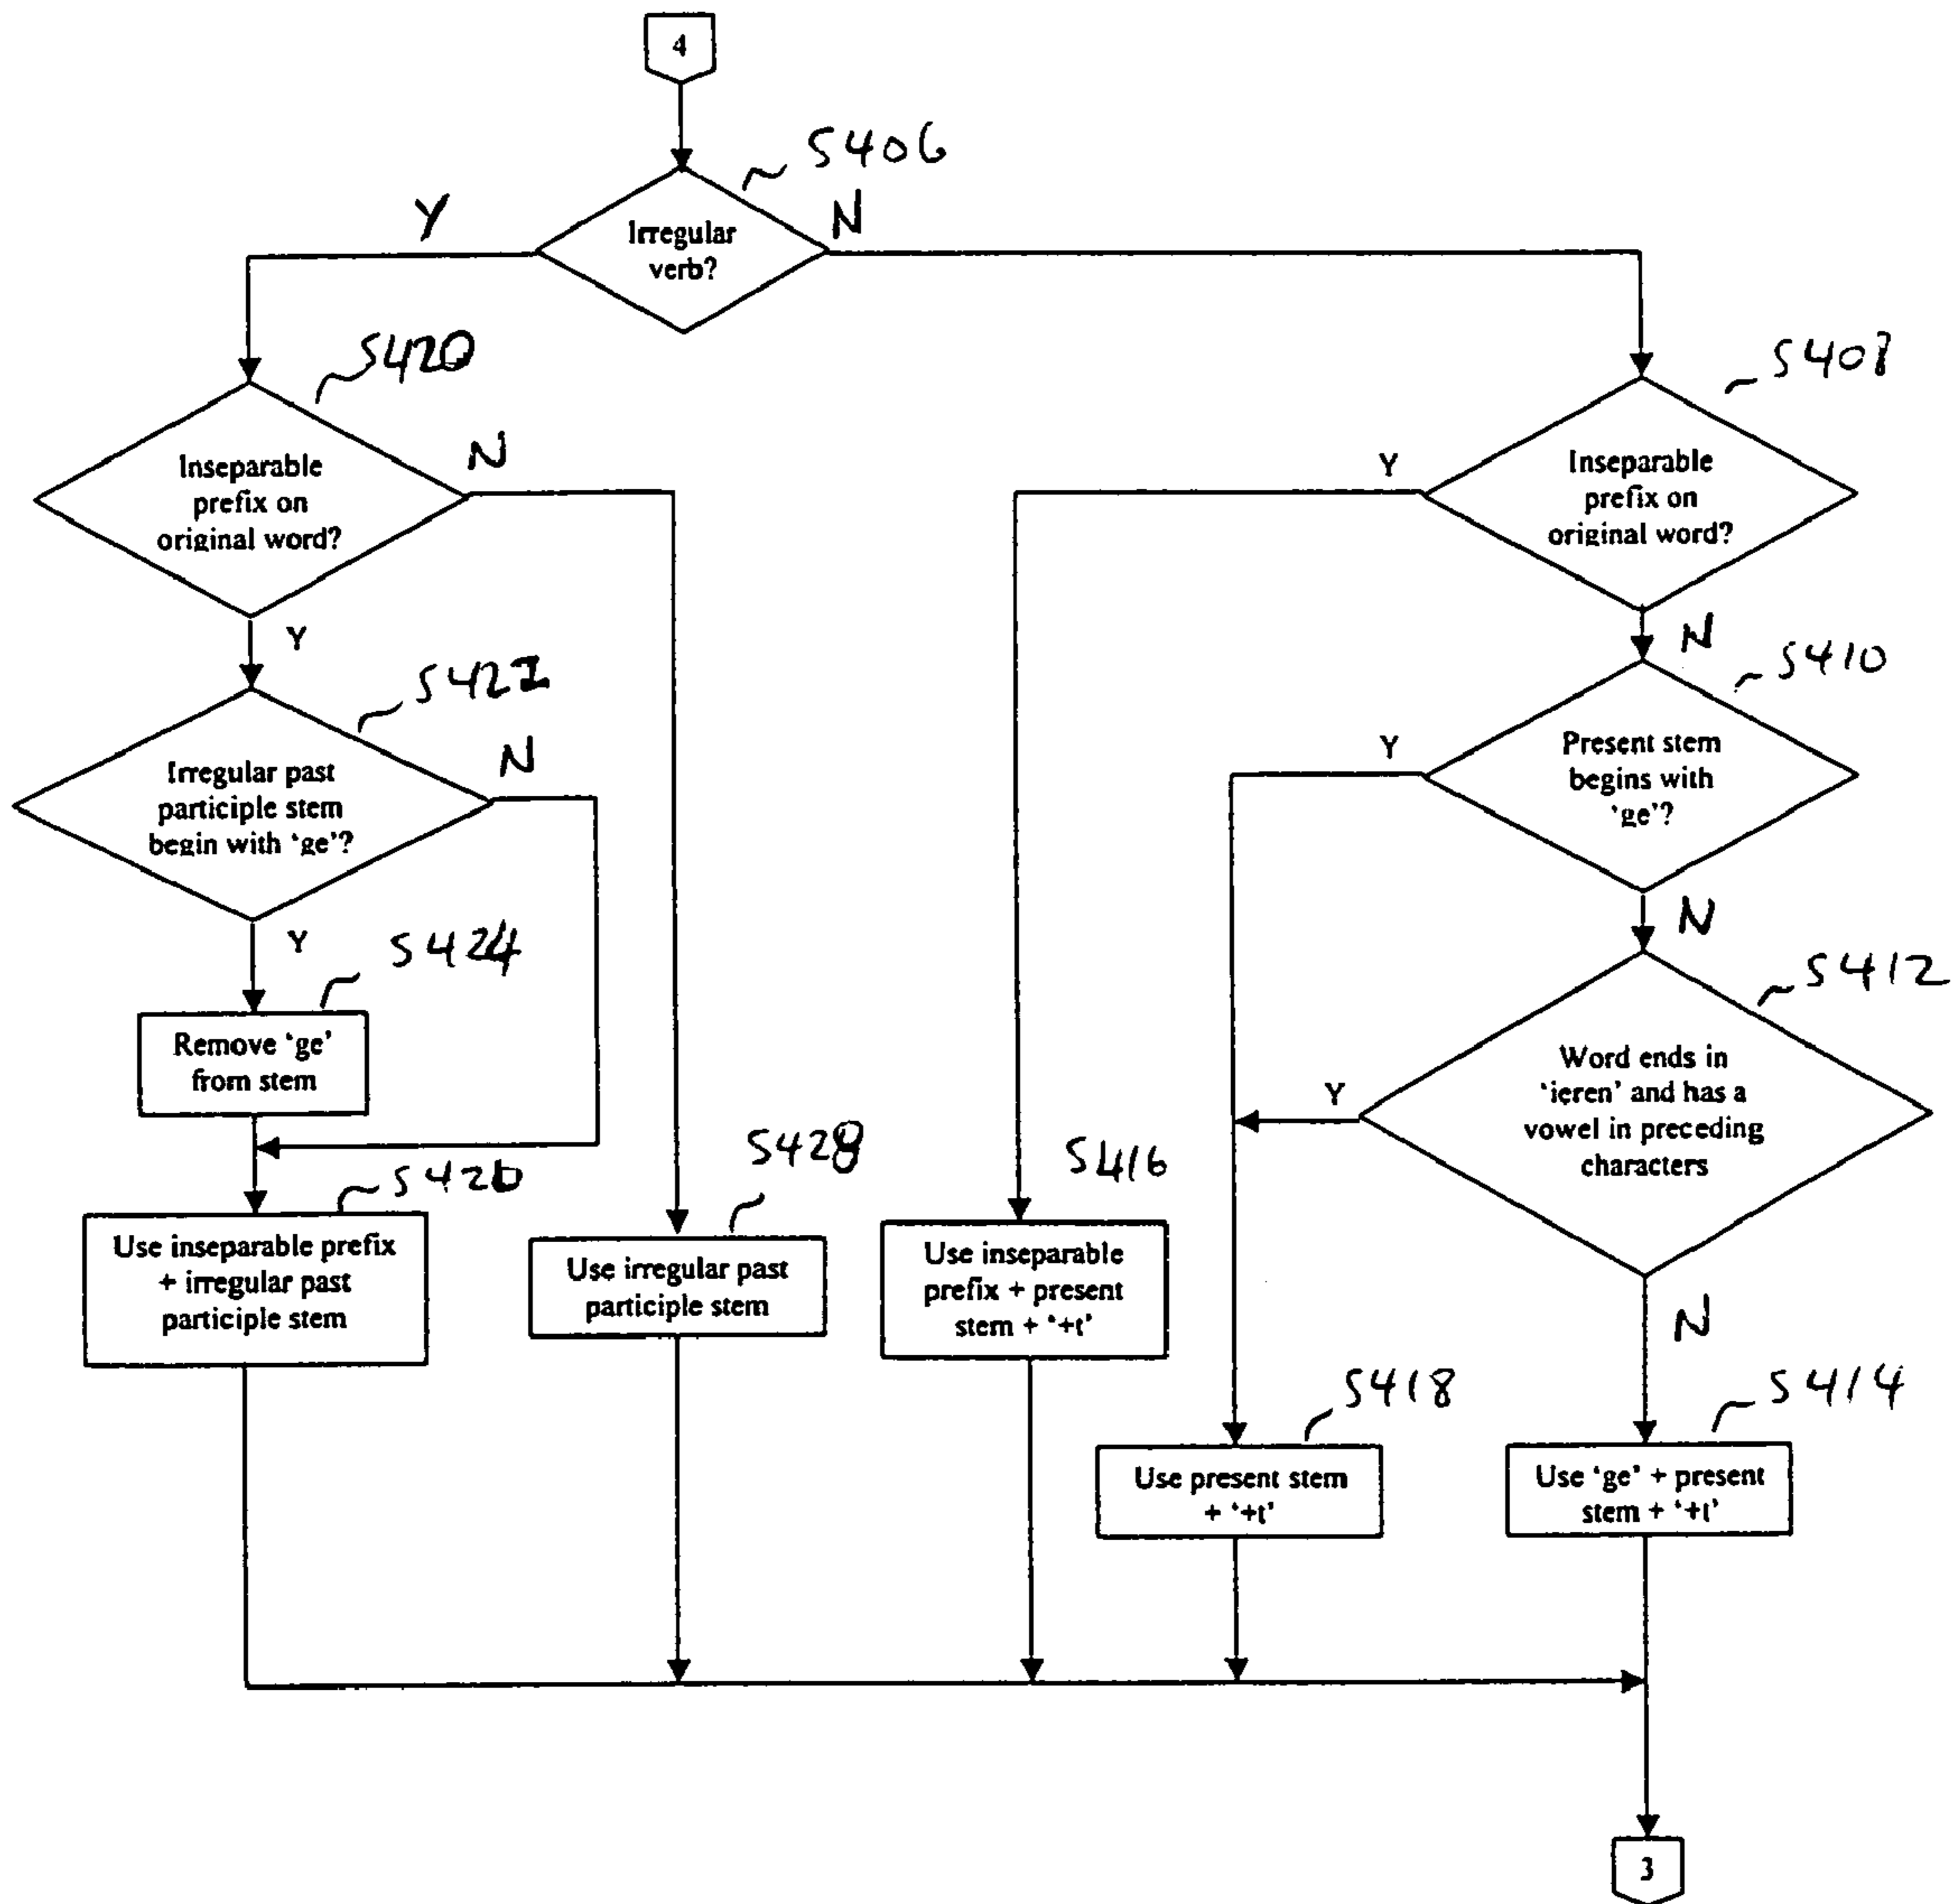 4
S406
Y
N
Irregular
verb?
S420
S408
Inseparable
prefix on
original word?
N
Y
Inseparable
prefix on
original word?
Y
N
S422
S410
Irregular past
participle stem
begin with ‘ge’?
N
Y
Present stem
begins with
‘ge’?
Y
N
S424
S412
Remove ‘ge’
from stem
Y
Word ends in
‘ieren’ and has a
vowel in preceding
characters
S426
S428
S416
Use inseparable prefix
+ irregular past
participle stem
Use irregular past
participle stem
Use inseparable
prefix + present
stem + ‘+t’
N
S418
S414
Use present stem
+ ‘+t’
Use ‘ge’ + present
stem + ‘+t’
3